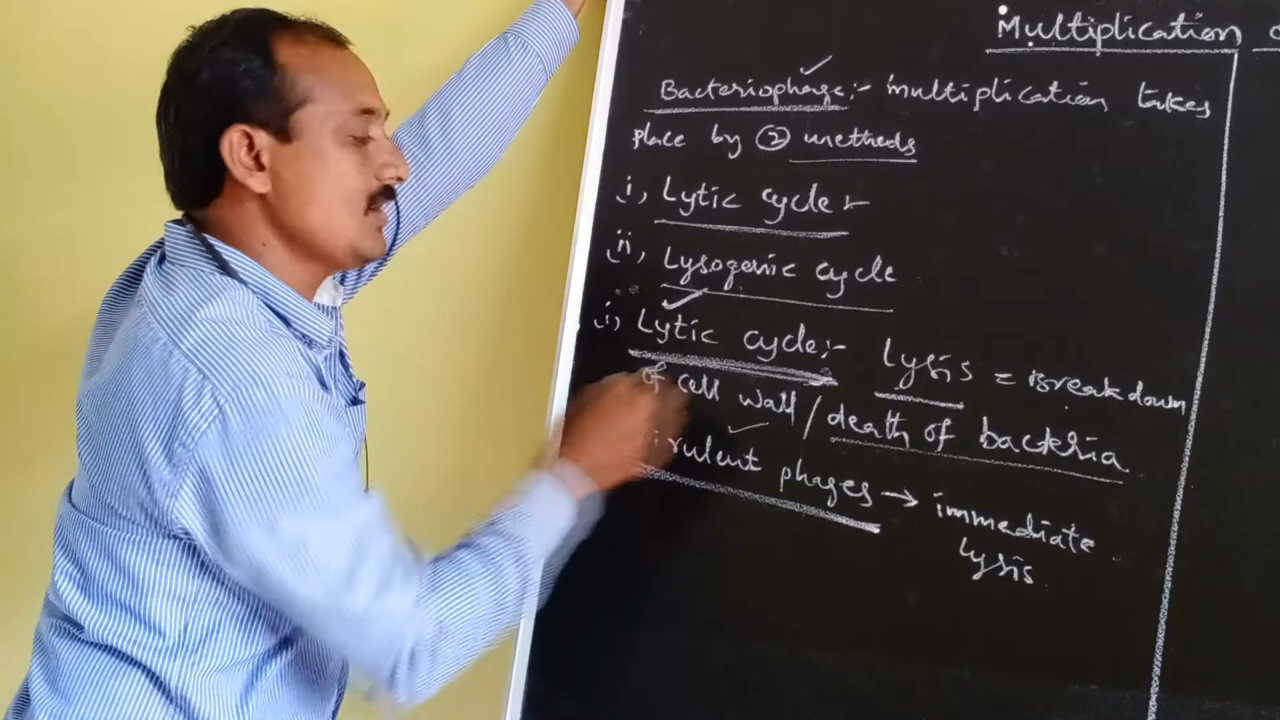 Multiplication
Bacteriophage:- multiplication takes
place by ② methods
i, Lytic cycle:-
ii, Lysogenic cycle
i, Lytic cycle:- Lysis = Breakdown
of cell wall / death of bacteria
phages → immediate
Lysis